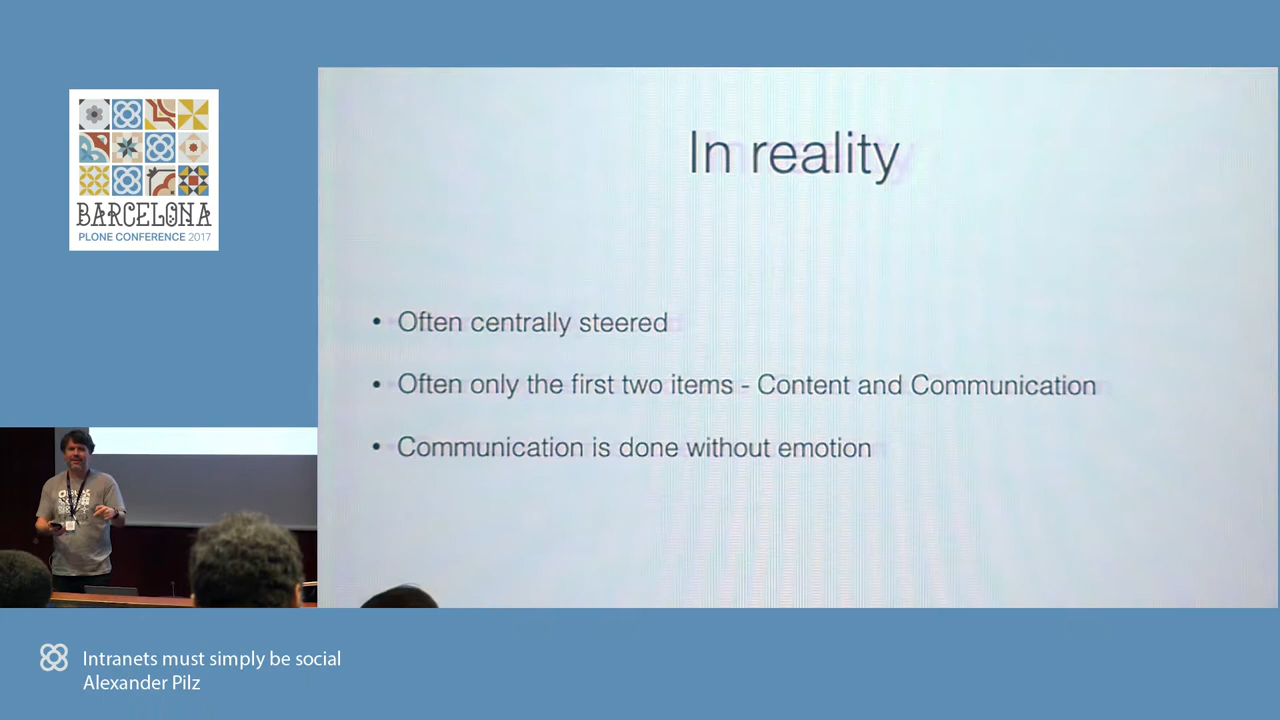 BARCELONA
PLONE CONFERENCE 2017
In reality
• Often centrally steered
• Often only the first two items - Content and Communication
• Communication is done without emotion
Intranets must simply be social
Alexander Pilz